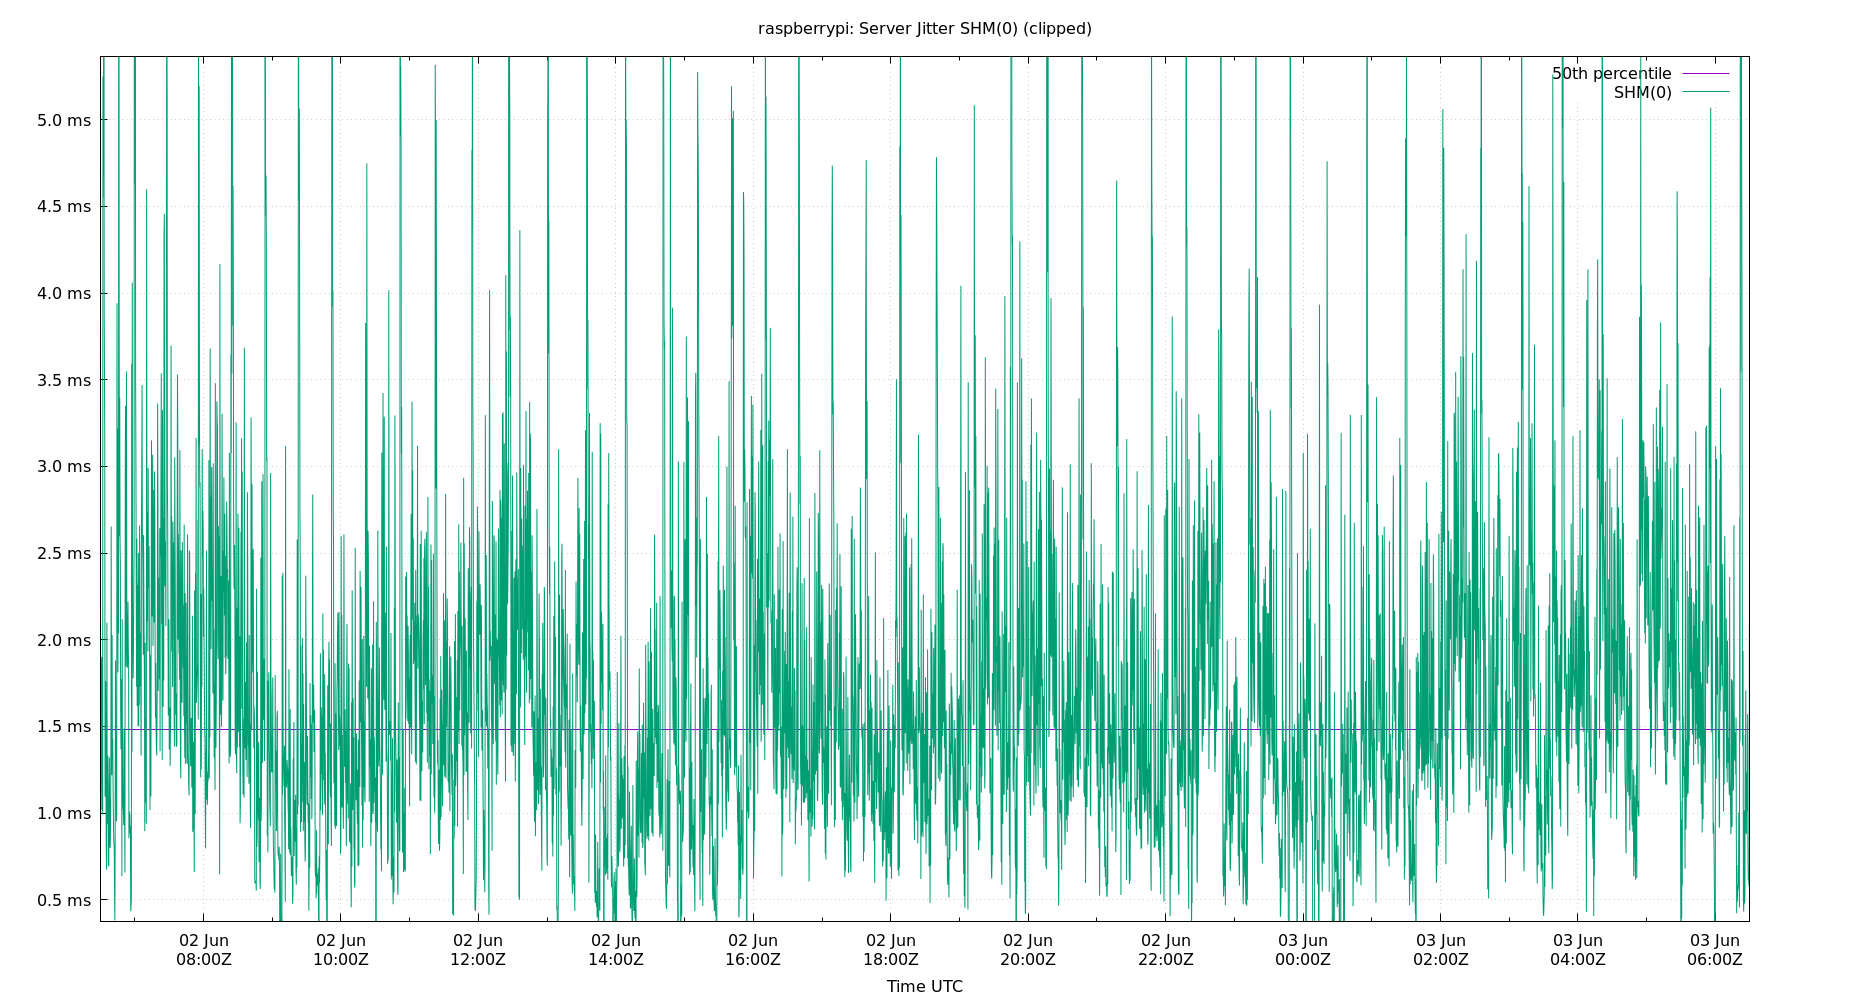 raspberrypi: Server Jitter SHM(0) (clipped)
50th percentile
SHM(0)
5.0 ms
4.5 ms
4.0 ms
3.5 ms
3.0 ms
2.5 ms
2.0 ms
1.5 ms
1.0 ms
0.5 ms
02 Jun 02 Jun 02 Jun 02 Jun 02 Jun 02 Jun 02 Jun 02 Jun 03 Jun 03 Jun 03 Jun 03 Jun
08:00Z 10:00Z 12:00Z 14:00Z 16:00Z 18:00Z 20:00Z 22:00Z 00:00Z 02:00Z 04:00Z 06:00Z
Time UTC